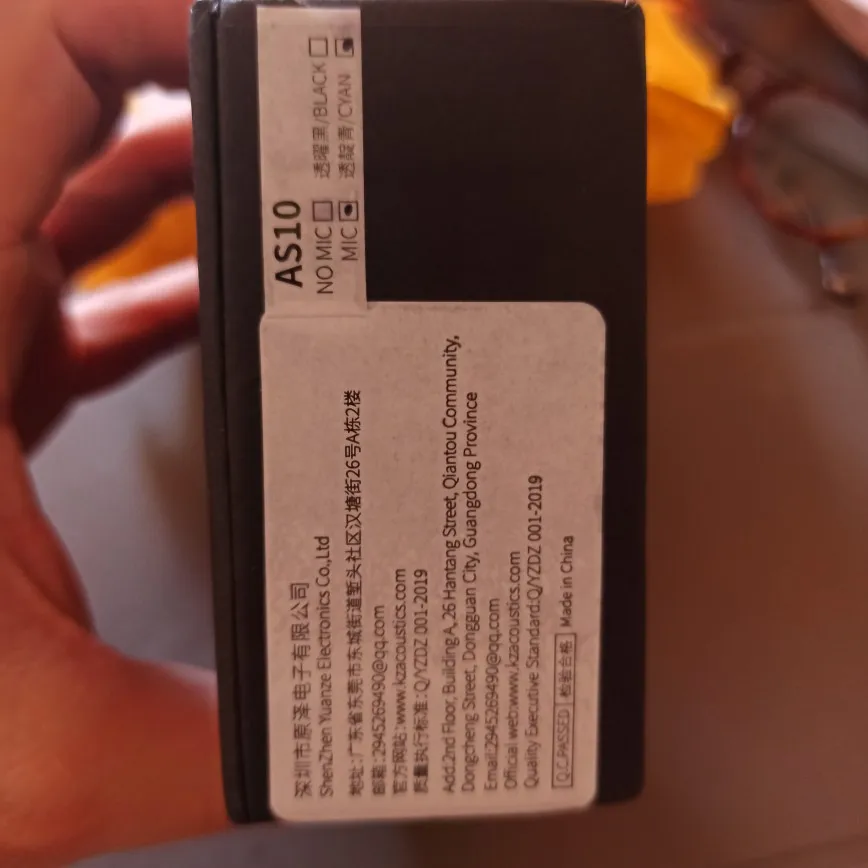 AS10
NO MIC 透曜黑/BLACK
MIC 透靛青/CYAN
深圳市原泽电子有限公司
ShenZhen Yuanze Electronics Co.,Ltd
地址:广东省东莞市东城街道堑头社区汉塘街26号A栋2楼
邮箱:2945269490@qq.com
官方网站:www.kzacoustics.com
质量执行标准:Q/YZDZ 001-2019
Add:2nd Floor, Building A,26 Hantang Street, Qiantou Community,
Dongcheng Street, Dongguan City, Guangdong Province
Email:2945269490@qq.com
Official web:www.kzacoustics.com
Quality Executive Standard:Q/YZDZ 001-2019
Q.C.PASSED 检验合格 Made in China